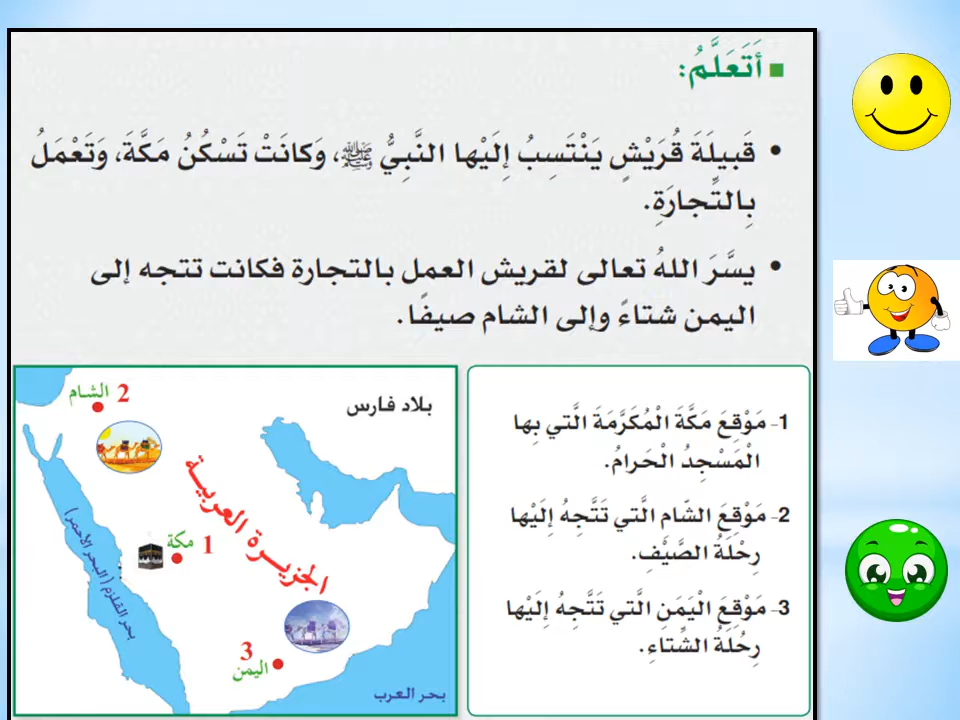 أَتَعَلَّمُ:
• قَبِيلَةَ قُرَيْشٍ يَنْتَسِبُ إِلَيْها النَّبِيُّ ﷺ، وَكانَتْ تَسْكُنُ مَكَّةَ، وَتَعْمَلُ
بِالتِّجارَةِ.
• يسَّرَ اللهُ تعالى لقريش العمل بالتجارة فكانت تتجه إلى
اليمن شتاءً وإلى الشام صيفًا.
1- مَوْقِعَ مَكَّةَ الْمُكَرَّمَةَ الَّتي بِها
الْمَسْجِدُ الْحَرامُ.
2- مَوْقِعَ الشّامِ الَّتي تَتَّجِهُ إِلَيْها
رِحْلَةُ الصَّيْفِ.
3- مَوْقِعَ الْيَمَنِ الَّتي تَتَّجِهُ إِلَيْها
رِحُلَةُ الشِّتاءِ.
الشام 2
بلاد فارس
الجزيرة العربية
بحر القلزم (البحر الأحمر)
مكة 1
3
اليمن
بحر العرب